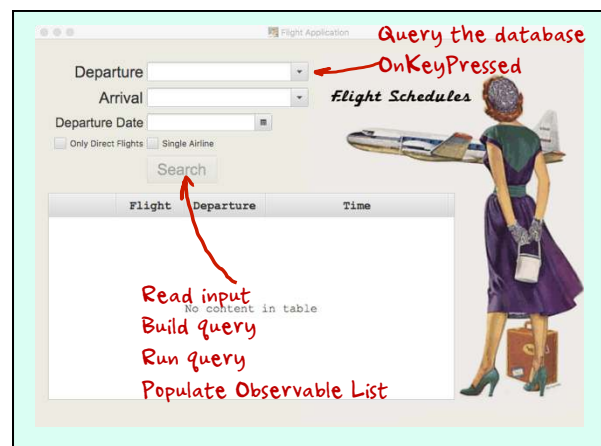 Flight Application
Query the database
OnKeyPressed
Departure
Arrival
Flight Schedules
Departure Date
Only Direct Flights Single Airline
Search
Flight Departure Time
No content in table
Read input
Build query
Run query
Populate Observable List